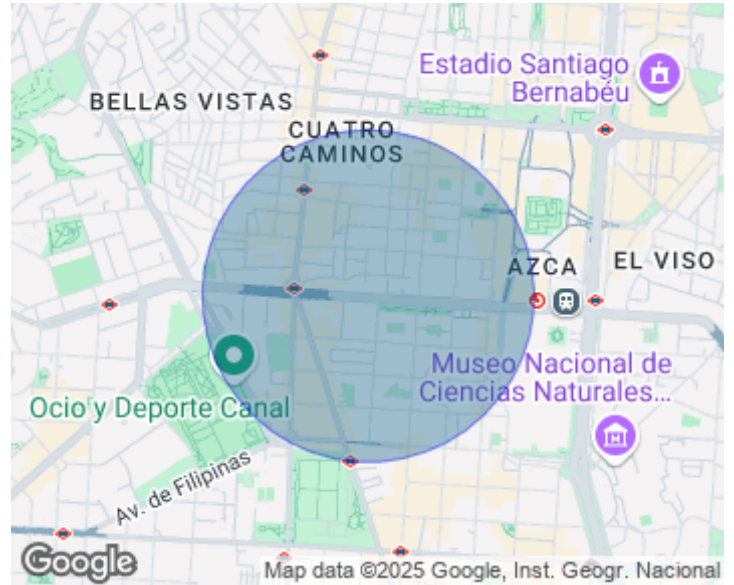 Estadio Santiago
Bernabéu
BELLAS VISTAS
CUATRO
CAMINOS
AZCA
EL VISO
Museo Nacional de
Ciencias Naturales...
Ocio y Deporte Canal
Av. de Filipinas
Google
Map data ©2025 Google, Inst. Geogr. Nacional